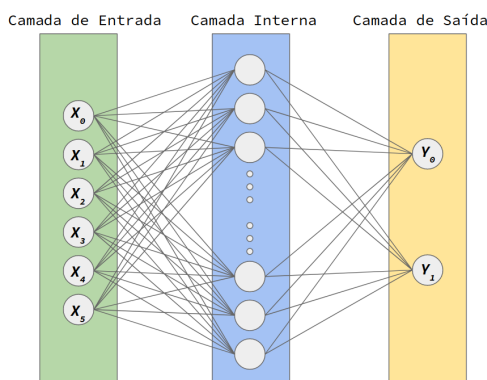 Camada de Entrada
Camada Interna
Camada de Saída
X0
X1
X2
X3
X4
X5
Y0
Y1